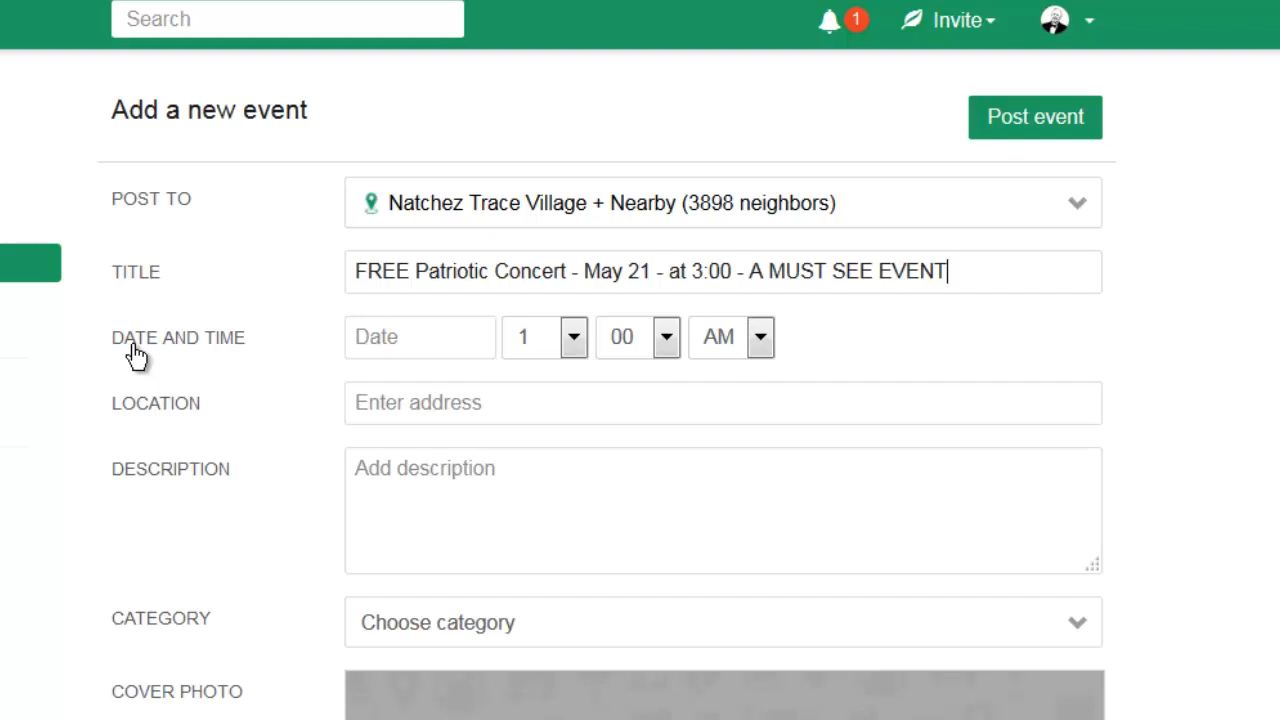 Search
1
Invite
Add a new event
Post event
POST TO
Natchez Trace Village + Nearby (3898 neighbors)
TITLE
FREE Patriotic Concert - May 21 - at 3:00 - A MUST SEE EVENT
DATE AND TIME
Date
1
00
AM
LOCATION
Enter address
DESCRIPTION
Add description
CATEGORY
Choose category
COVER PHOTO